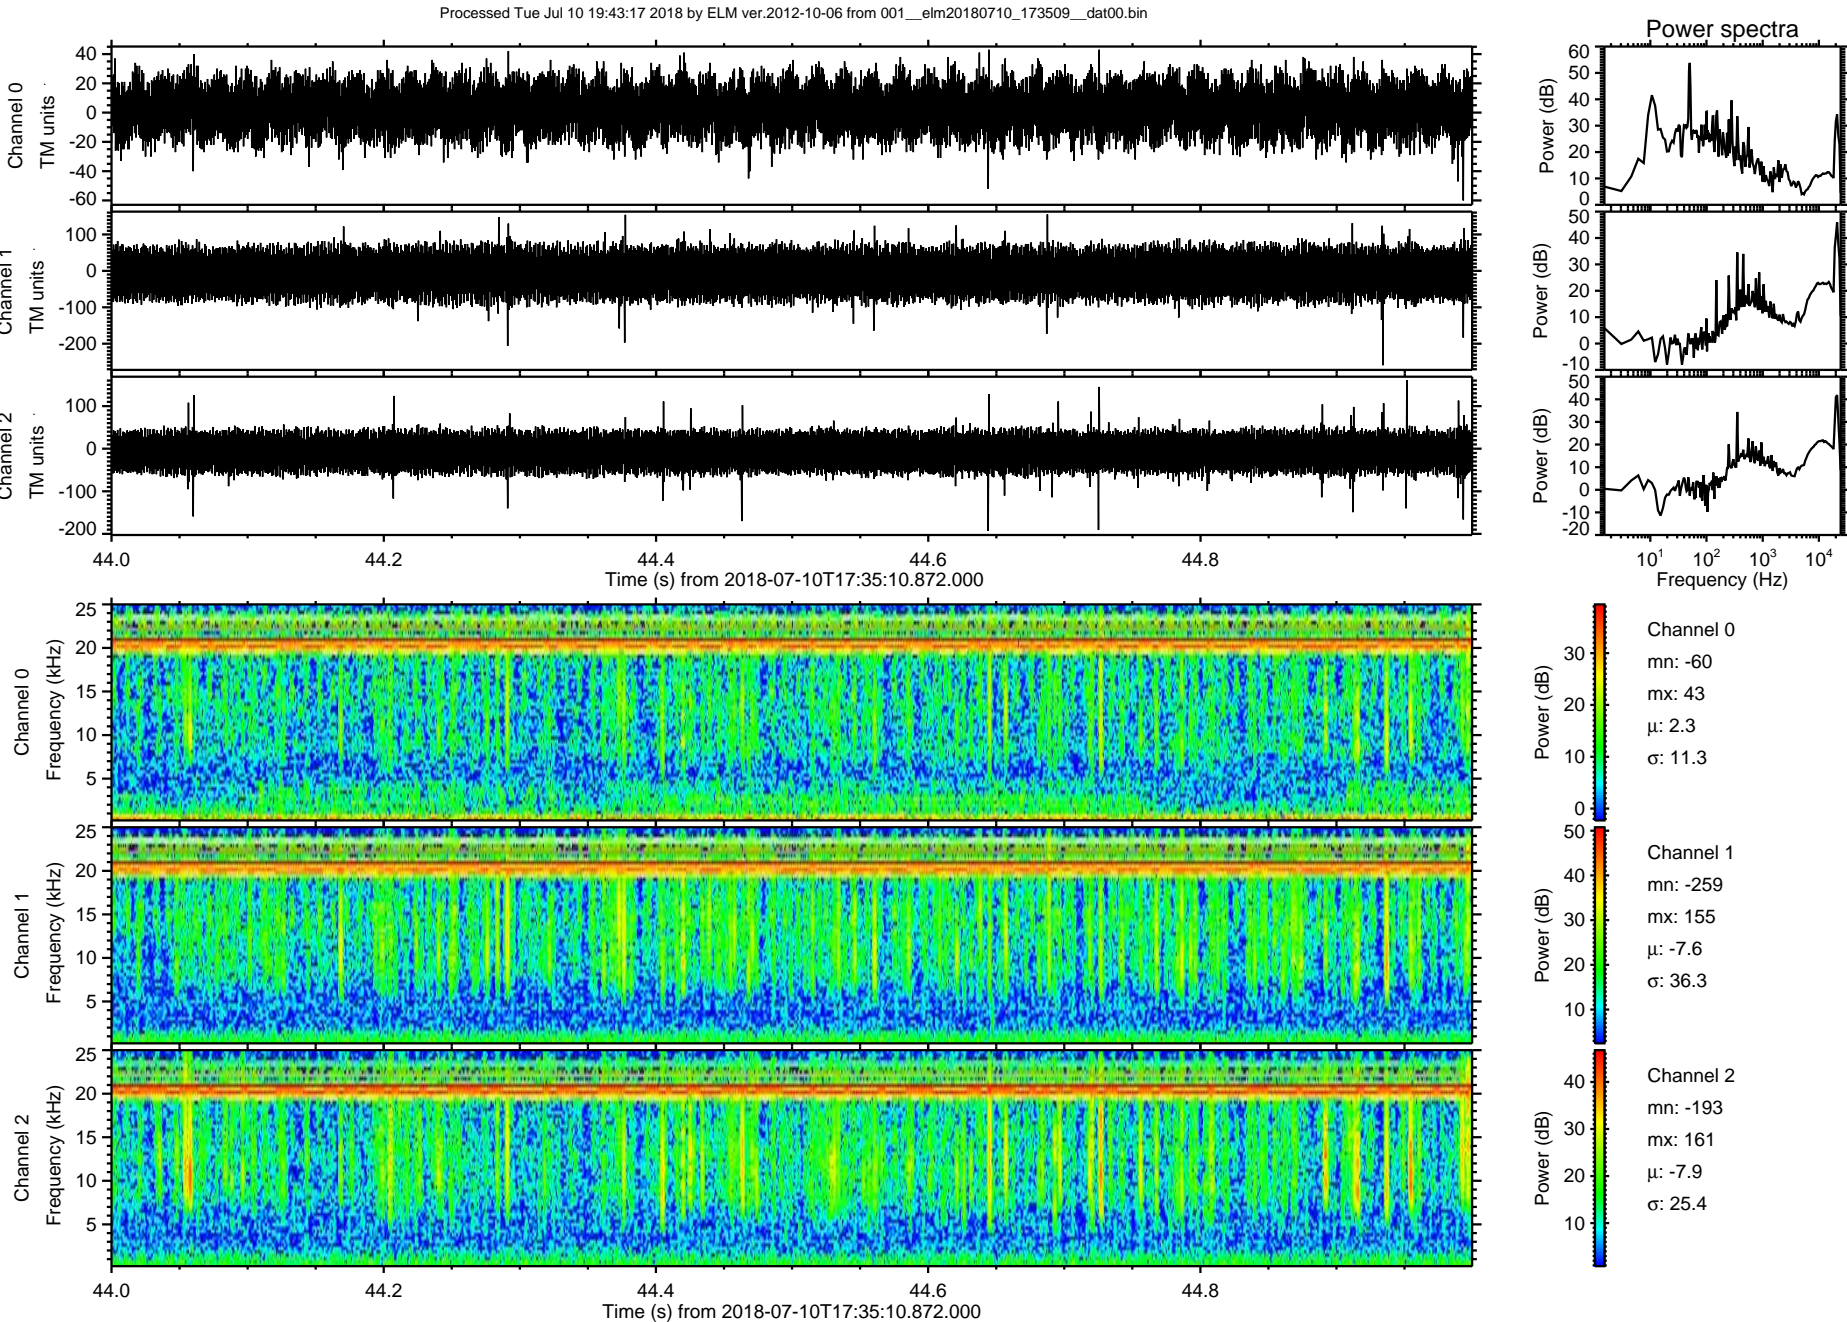 Processed Tue Jul 10 19:43:17 2018 by ELM ver.2012-10-06 from 001__elm20180710_173509__dat00.bin
Power spectra
Channel 0
TM units
40
20
0
-20
-40
-60
Power (dB)
60
50
40
30
20
10
0
Channel 1
TM units
100
0
-100
-200
Power (dB)
50
40
30
20
10
0
-10
Channel 2
TM units
100
0
-100
-200
Power (dB)
50
40
30
20
10
0
-10
-20
44.0 44.2 44.4 44.6 44.8
Time (s) from 2018-07-10T17:35:10.872.000
10¹ 10² 10³ 10⁴
Frequency (Hz)
Channel 0
Frequency (kHz)
25
20
15
10
5
Power (dB)
30
20
10
0
Channel 0
mn: -60
mx: 43
μ: 2.3
σ: 11.3
Channel 1
Frequency (kHz)
25
20
15
10
5
Power (dB)
50
40
30
20
10
Channel 1
mn: -259
mx: 155
μ: -7.6
σ: 36.3
Channel 2
Frequency (kHz)
25
20
15
10
5
Power (dB)
40
30
20
10
Channel 2
mn: -193
mx: 161
μ: -7.9
σ: 25.4
44.0 44.2 44.4 44.6 44.8
Time (s) from 2018-07-10T17:35:10.872.000